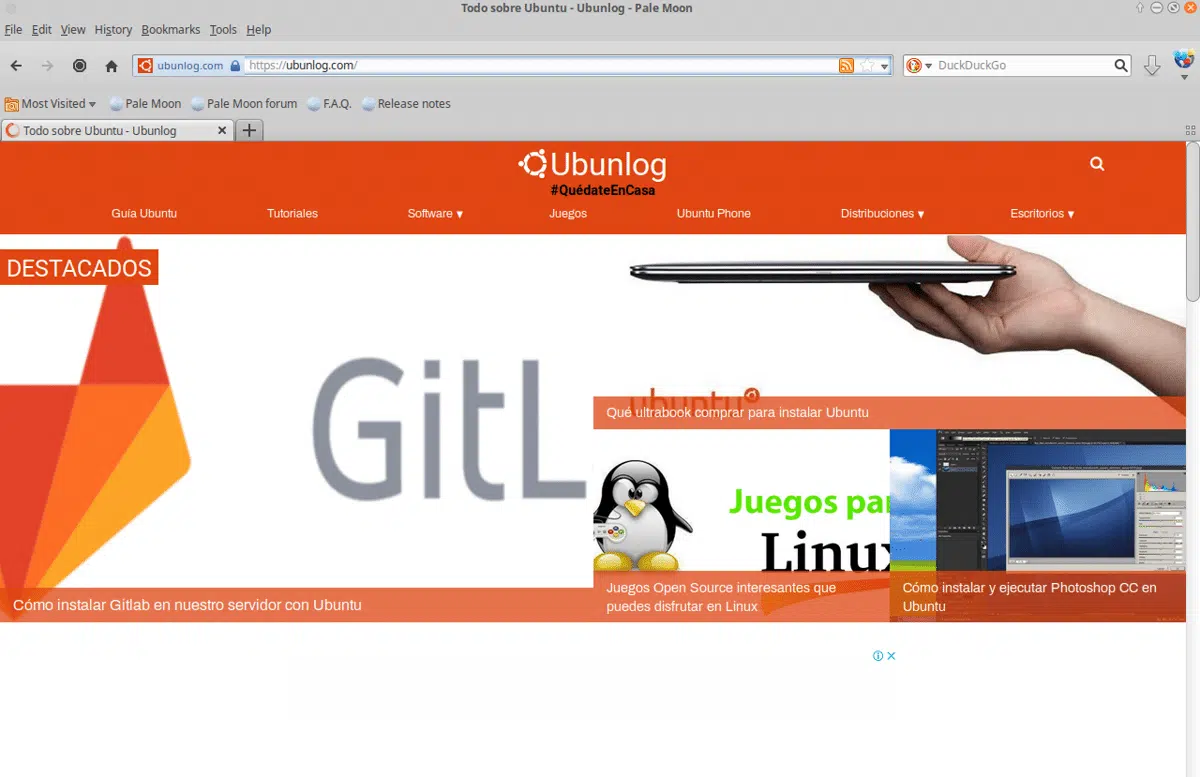 Todo sobre Ubuntu - Ubunlog - Pale Moon
File Edit View History Bookmarks Tools Help
ubunlog.com https://ubunlog.com/ DuckDuckGo
Most Visited Pale Moon Pale Moon forum F.A.Q. Release notes
Todo sobre Ubuntu - Ubunlog
Ubunlog
#QuédateEnCasa
Guía Ubuntu Tutoriales Software ▾ Juegos Ubuntu Phone Distribuciones ▾ Escritorios ▾
DESTACADOS
GitL
ubuntu
Qué ultrabook comprar para instalar Ubuntu
Juegos par
Linux
Cómo instalar Gitlab en nuestro servidor con Ubuntu
Juegos Open Source interesantes que
puedes disfrutar en Linux
Cómo instalar y ejecutar Photoshop CC en
Ubuntu